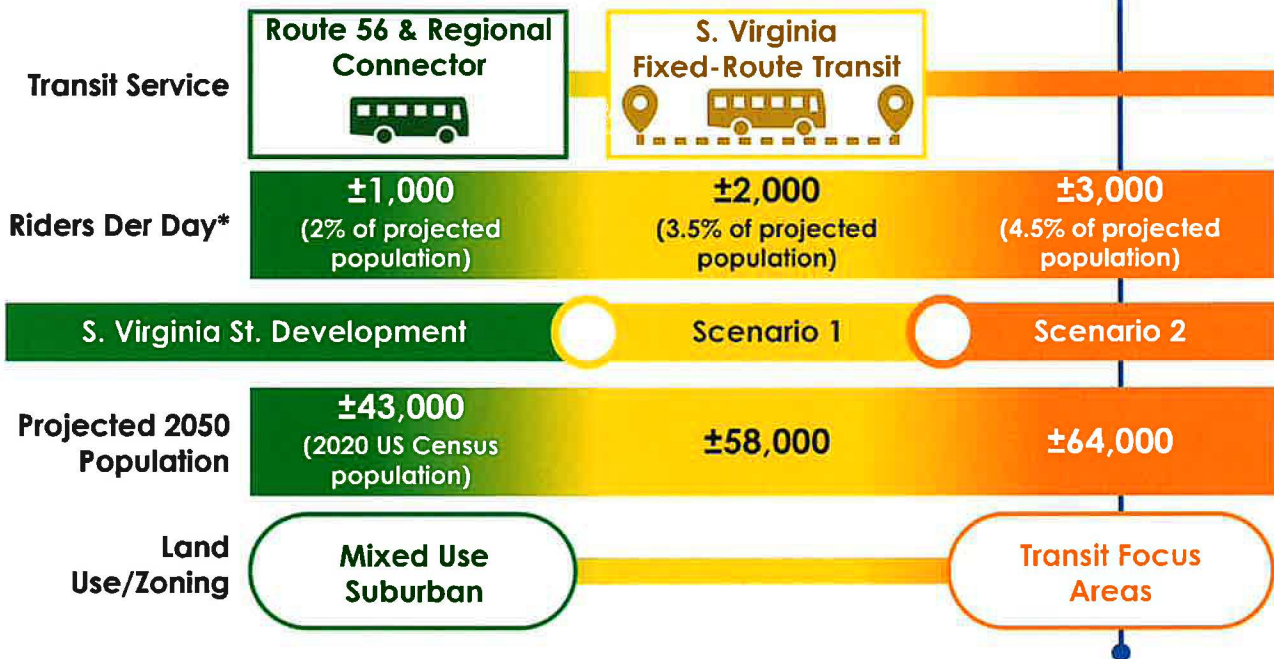 Transit Service
Route 56 & Regional
Connector
S. Virginia
Fixed-Route Transit
Riders Der Day*
±1,000
(2% of projected
population)
±2,000
(3.5% of projected
population)
±3,000
(4.5% of projected
population)
S. Virginia St. Development
Scenario 1
Scenario 2
Projected 2050
Population
±43,000
(2020 US Census
population)
±58,000
±64,000
Land
Use/Zoning
Mixed Use
Suburban
Transit Focus
Areas